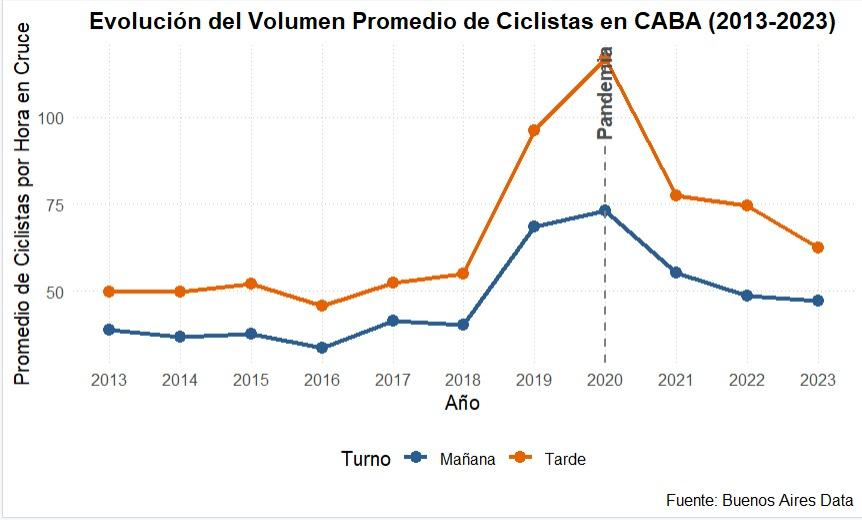 Evolución del Volumen Promedio de Ciclistas en CABA (2013-2023)
Promedio de Ciclistas por Hora en Cruce
100
75
50
Pandemia
2013 2014 2015 2016 2017 2018 2019 2020 2021 2022 2023
Año
Turno Mañana Tarde
Fuente: Buenos Aires Data